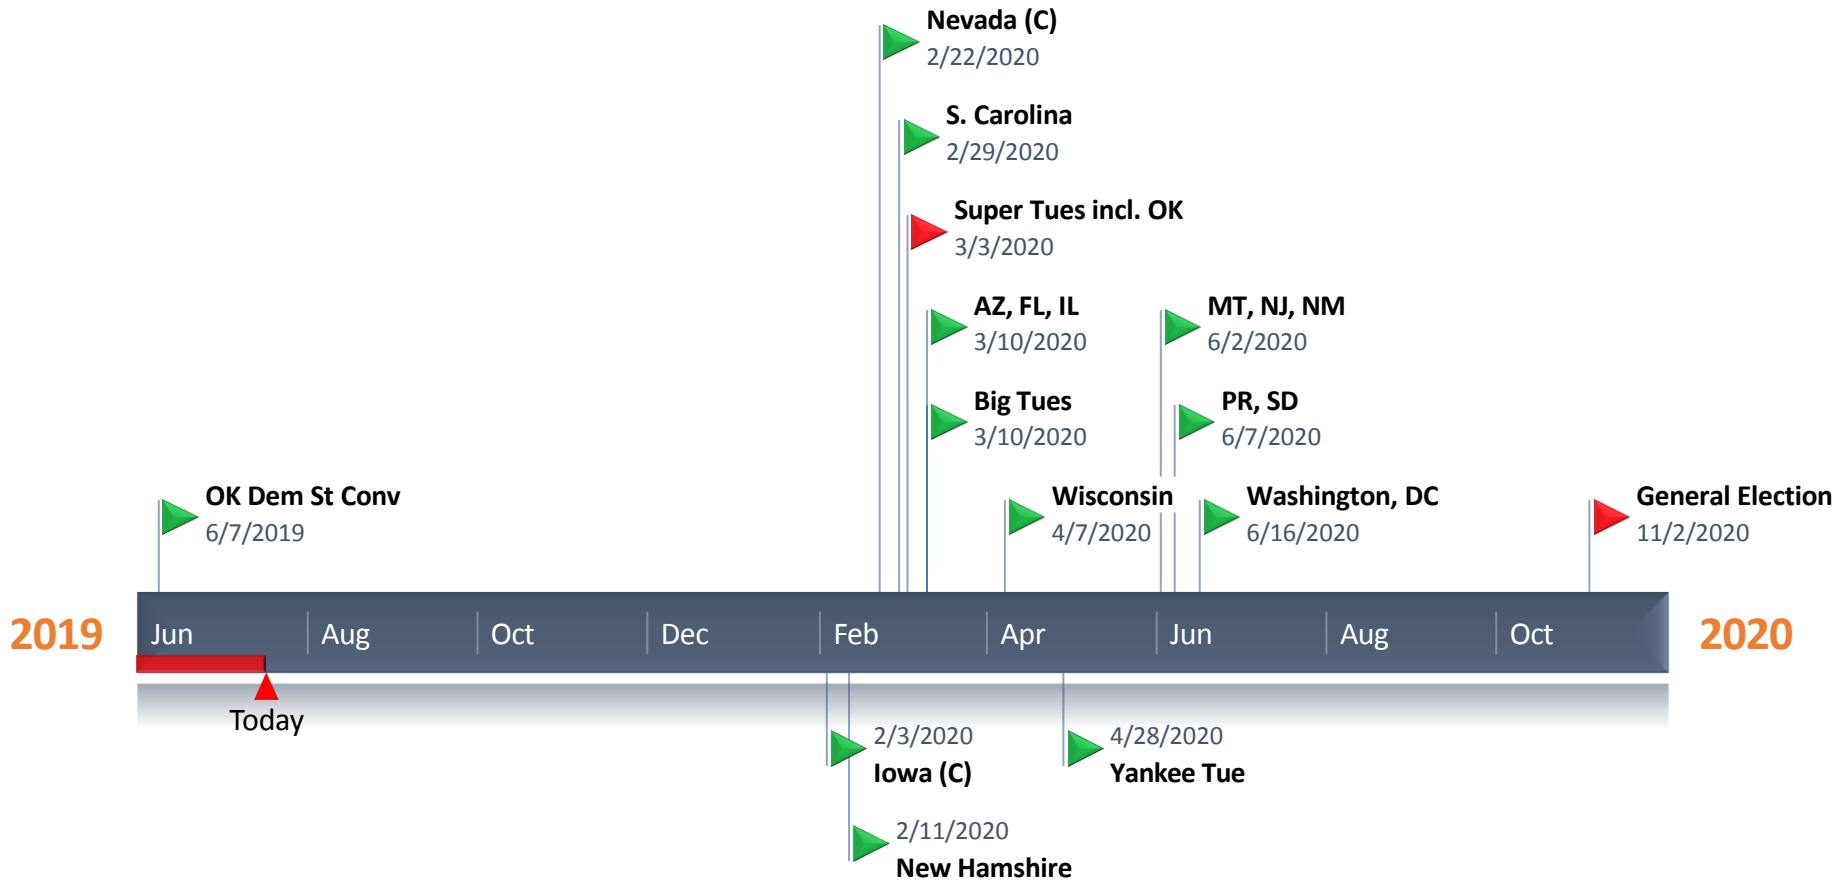 Nevada (C)
2/22/2020
S. Carolina
2/29/2020
Super Tues incl. OK
3/3/2020
AZ, FL, IL
3/10/2020
MT, NJ, NM
6/2/2020
Big Tues
3/10/2020
PR, SD
6/7/2020
OK Dem St Conv
6/7/2019
Wisconsin
4/7/2020
Washington, DC
6/16/2020
General Election
11/2/2020
2019
Jun
Aug
Oct
Dec
Feb
Apr
Jun
Aug
Oct
2020
Today
2/3/2020
Iowa (C)
4/28/2020
Yankee Tue
2/11/2020
New Hamshire